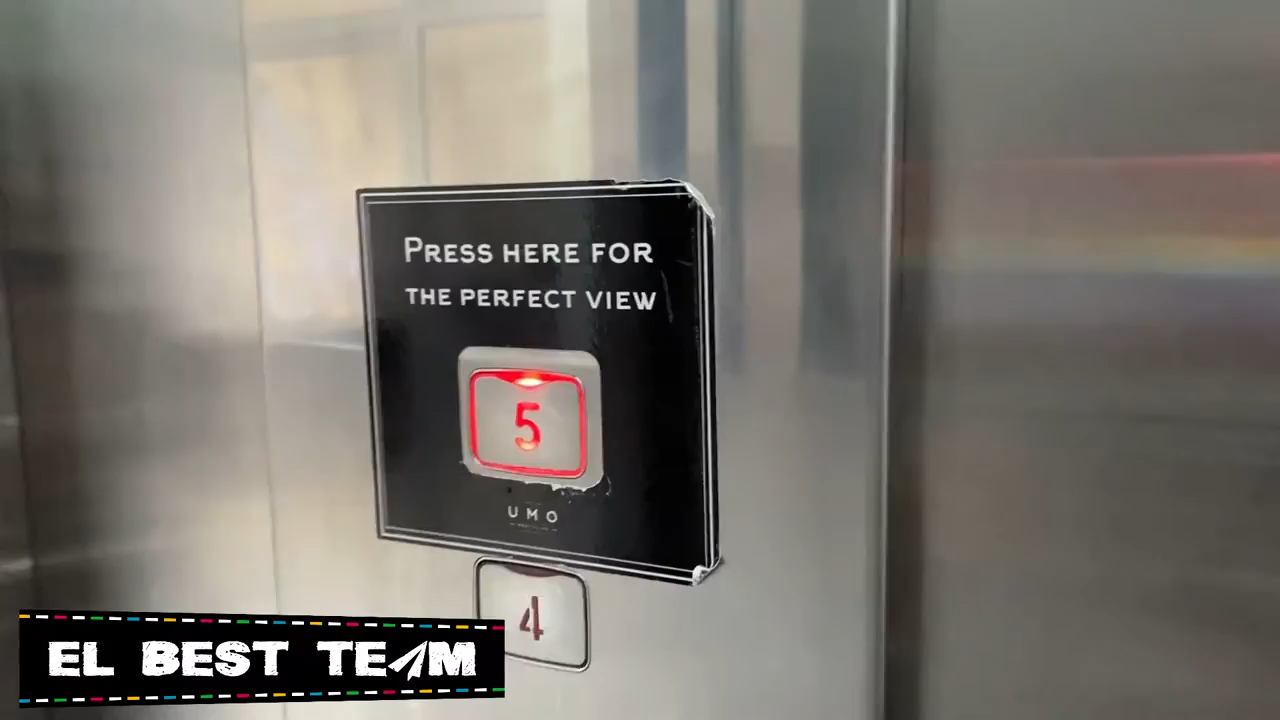 PRESS HERE FOR
THE PERFECT VIEW
5
UMO
4
EL BEST TEAM